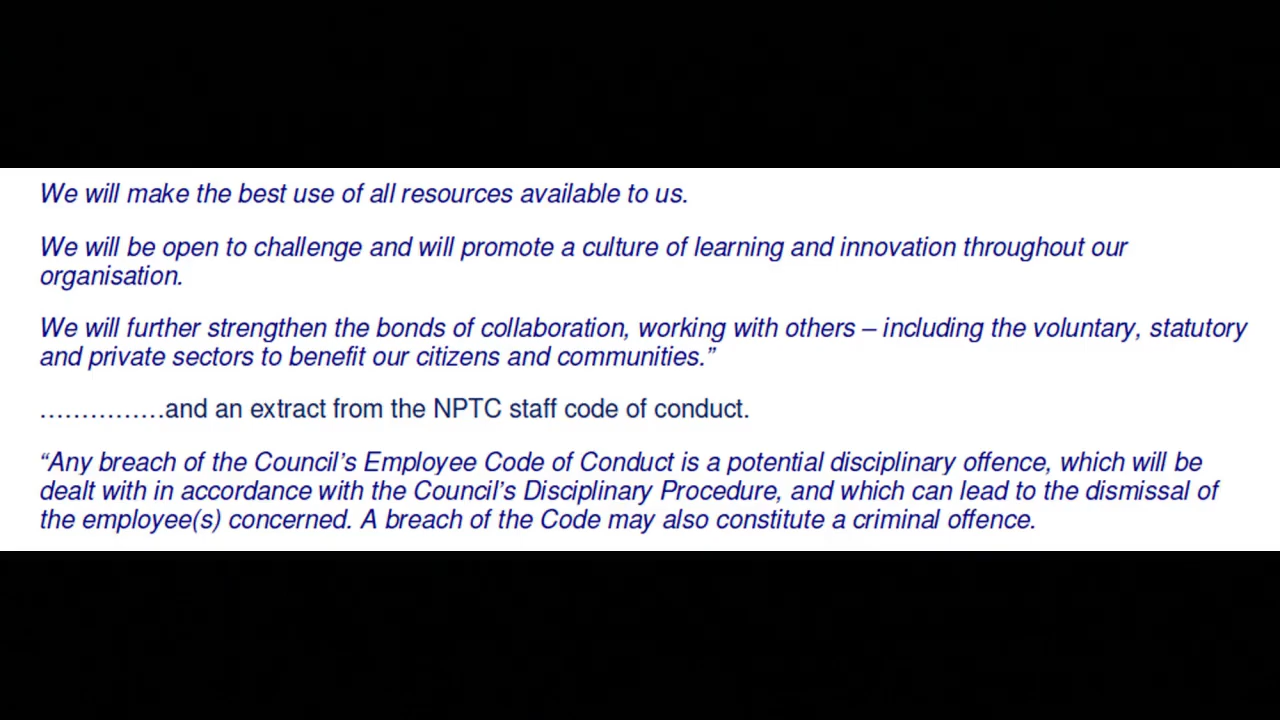 We will make the best use of all resources available to us.
We will be open to challenge and will promote a culture of learning and innovation throughout our
organisation.
We will further strengthen the bonds of collaboration, working with others – including the voluntary, statutory
and private sectors to benefit our citizens and communities.”
……………and an extract from the NPTC staff code of conduct.
“Any breach of the Council’s Employee Code of Conduct is a potential disciplinary offence, which will be
dealt with in accordance with the Council’s Disciplinary Procedure, and which can lead to the dismissal of
the employee(s) concerned. A breach of the Code may also constitute a criminal offence.